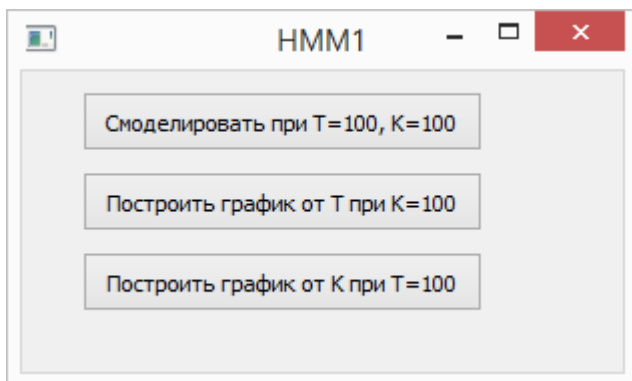 HMM1
Смоделировать при T=100, K=100
Построить график от T при K=100
Построить график от K при T=100